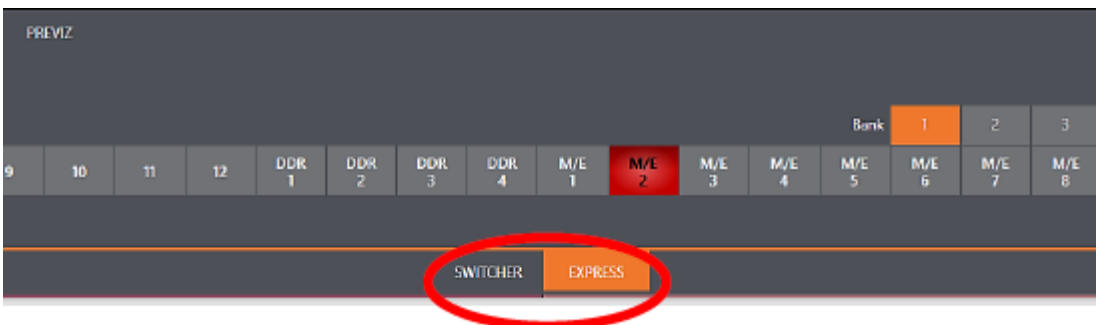 PREVIZ
Bank 1 2 3
9 10 11 12 DDR 1 DDR 2 DDR 3 DDR 4 M/E 1 M/E 2 M/E 3 M/E 4 M/E 5 M/E 6 M/E 7 M/E 8
SWITCHER EXPRESS